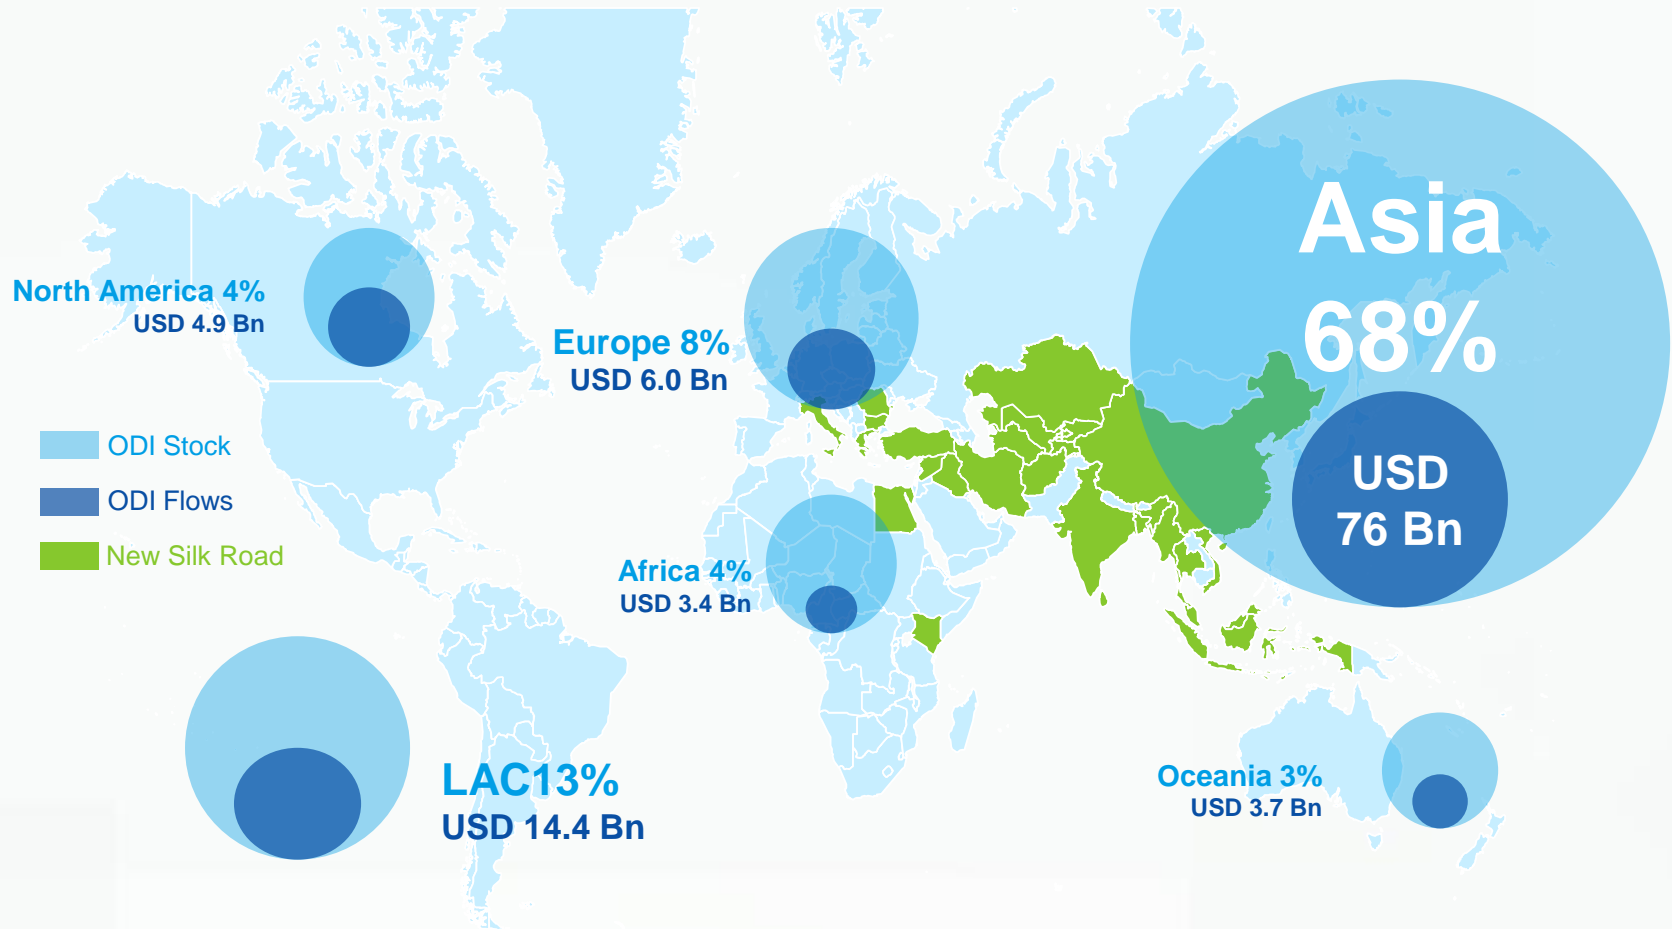 Asia
68%
USD
76 Bn
North America 4%
USD 4.9 Bn
Europe 8%
USD 6.0 Bn
ODI Stock
ODI Flows
New Silk Road
Africa 4%
USD 3.4 Bn
LAC13%
USD 14.4 Bn
Oceania 3%
USD 3.7 Bn